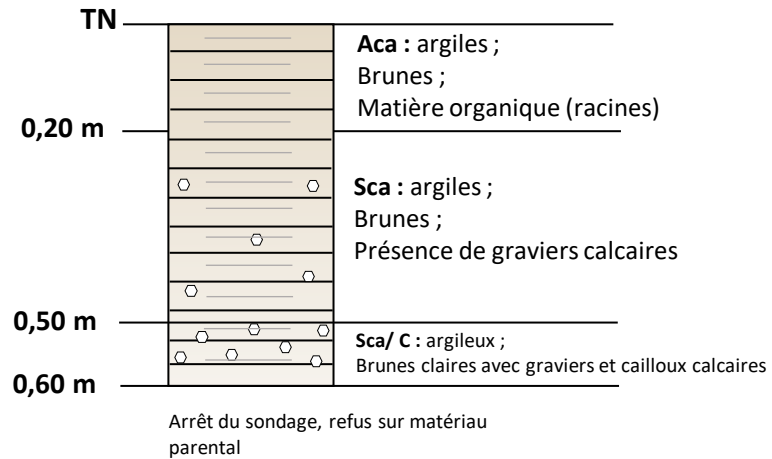 TN
Aca : argiles ;
Brunes ;
Matière organique (racines)
0,20 m
Sca : argiles ;
Brunes ;
Présence de graviers calcaires
0,50 m
Sca/ C : argileux ;
Brunes claires avec graviers et cailloux calcaires
0,60 m
Arrêt du sondage, refus sur matériau
parental